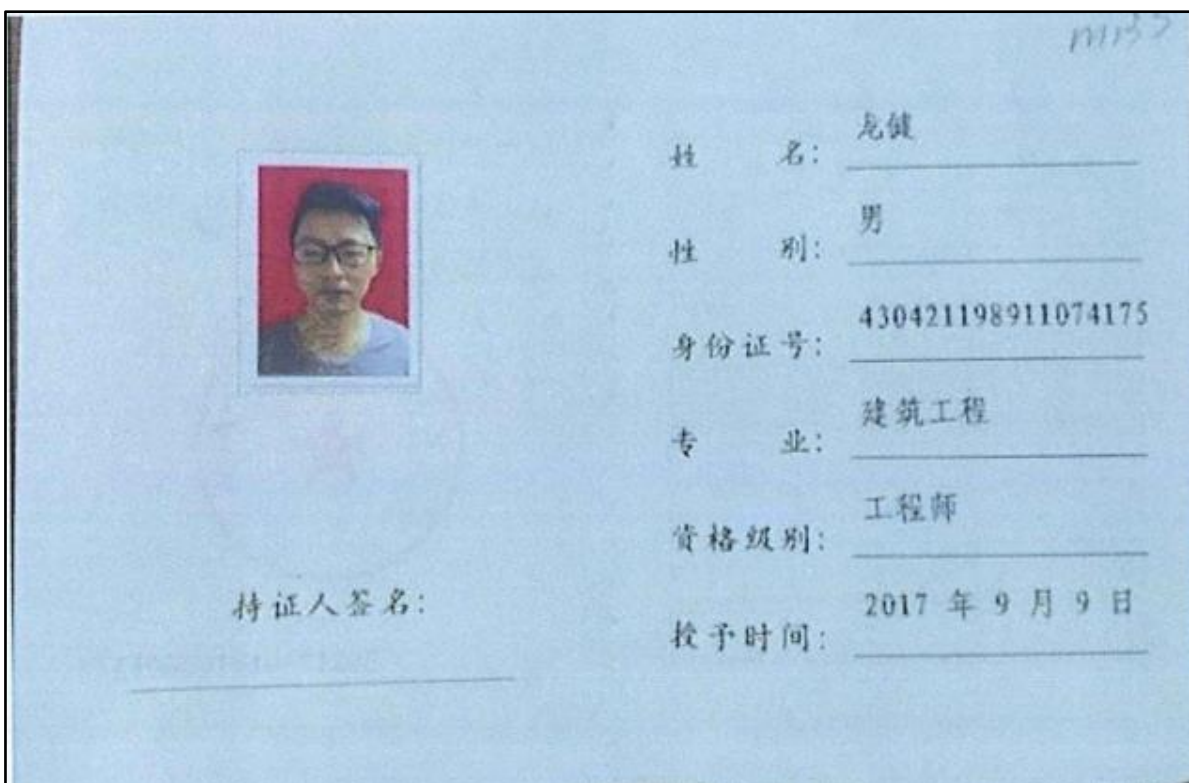 姓 名: 龙健
性 别: 男
身份证号: 430421198911074175
专 业: 建筑工程
资格级别: 工程师
授予时间: 2017 年 9 月 9 日
持证人签名: